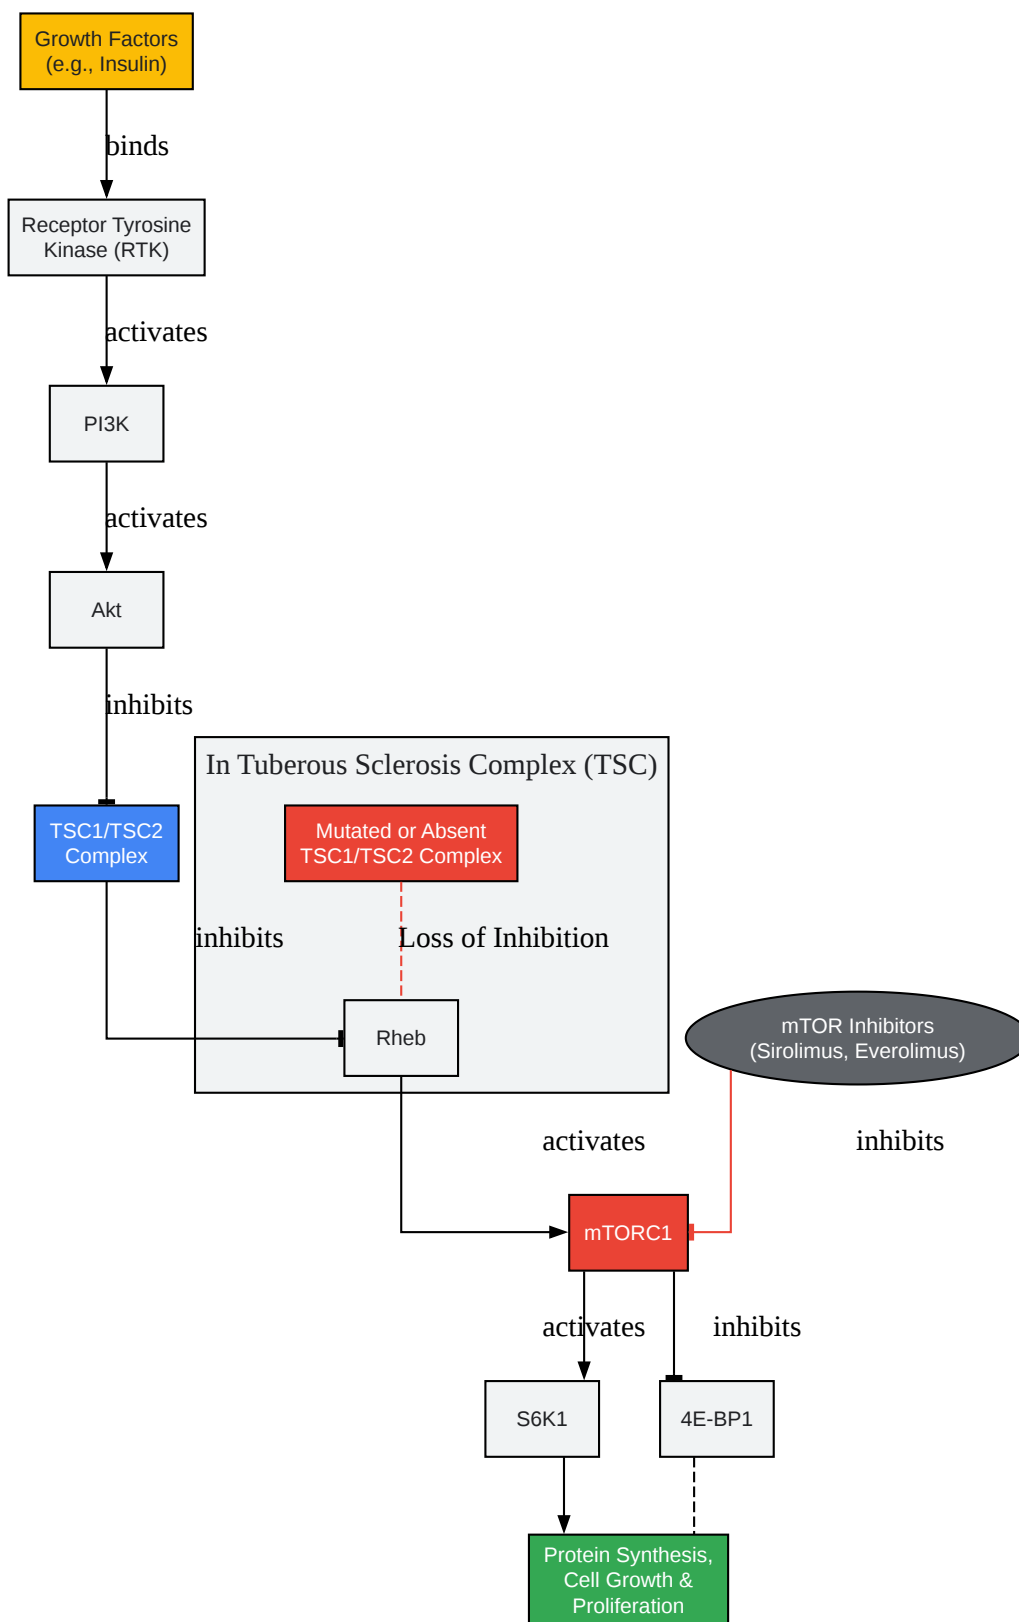 Growth Factors
(e.g., Insulin)
binds
Receptor Tyrosine
Kinase (RTK)
activates
PI3K
activates
Akt
inhibits
In Tuberous Sclerosis Complex (TSC)
TSC1/TSC2
Complex
Mutated or Absent
TSC1/TSC2 Complex
inhibits
Loss of Inhibition
Rheb
mTOR Inhibitors
(Sirolimus, Everolimus)
activates
inhibits
mTORC1
activates
inhibits
S6K1
4E-BP1
Protein Synthesis,
Cell Growth &
Proliferation